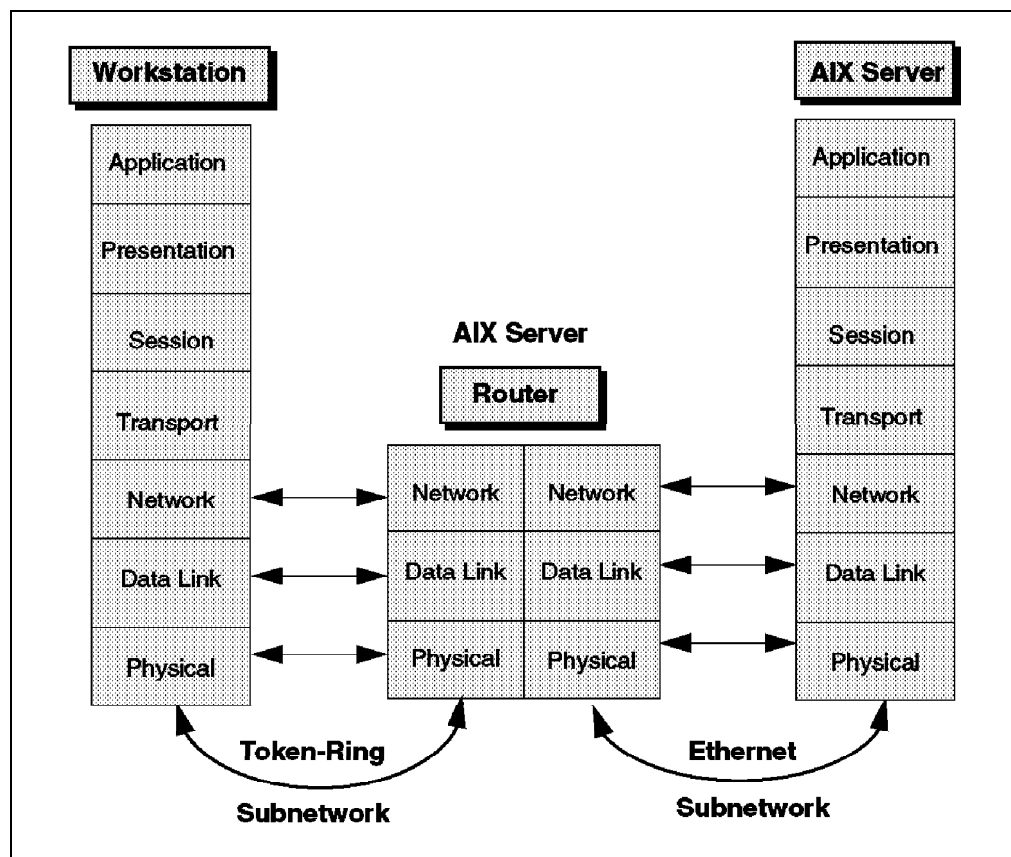 Workstation
Application
Presentation
Session
Transport
Network
Data Link
Physical
AIX Server
Router
Network
Network
Data Link
Data Link
Physical
Physical
AIX Server
Application
Presentation
Session
Transport
Network
Data Link
Physical
Token-Ring
Subnetwork
Ethernet
Subnetwork